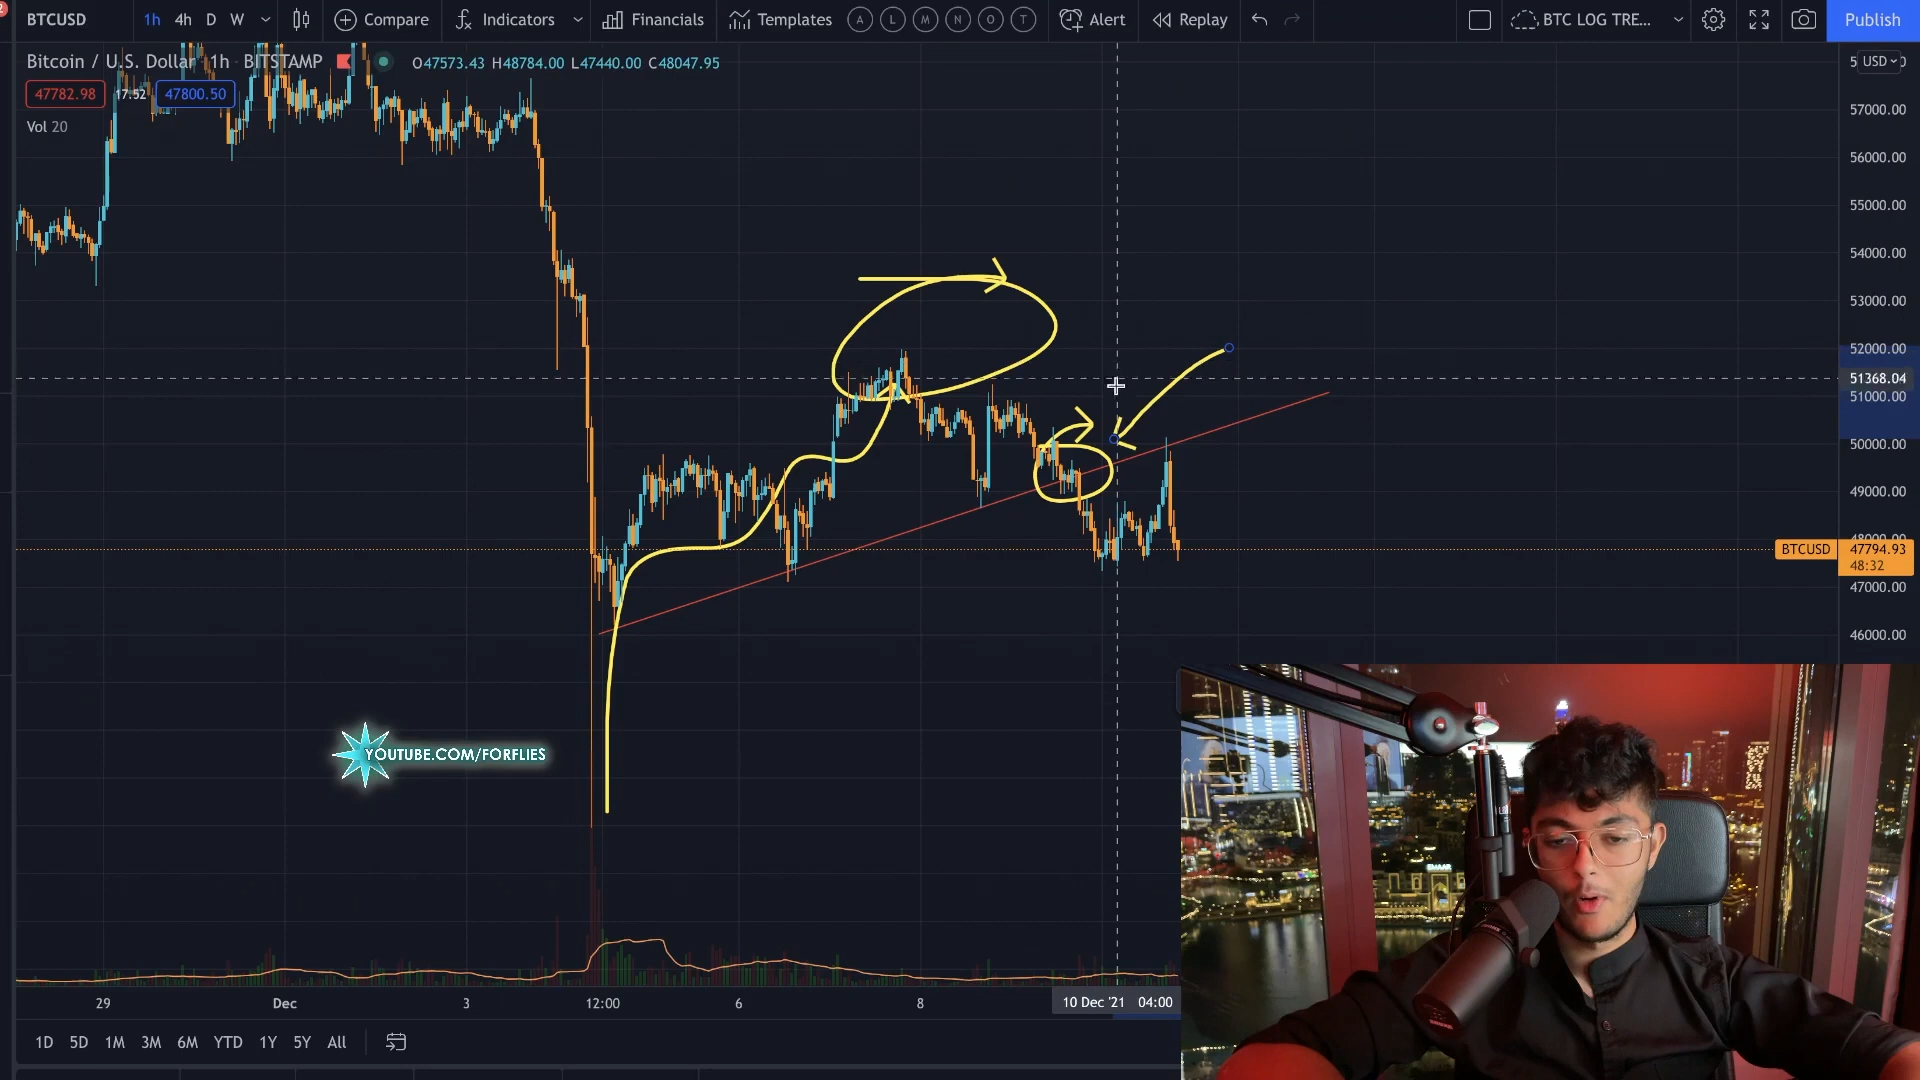 BTCUSD 1h 4h D W Compare Indicators Financials Templates A L M N O T Alert Replay BTC LOG TRE... Publish
Bitcoin / U.S. Dollar 1h BITSTAMP O47573.43 H48784.00 L47440.00 C48047.95
USD
47782.98 17.52 47800.50
Vol 20
57000.00
56000.00
55000.00
54000.00
53000.00
52000.00
51368.04
51000.00
50000.00
49000.00
48000.00
BTCUSD 47794.93
48:32
47000.00
46000.00
YOUTUBE.COM/FORFLIES
EMAAR
29 Dec 3 12:00 6 8 10 Dec '21 04:00
1D 5D 1M 3M 6M YTD 1Y 5Y All